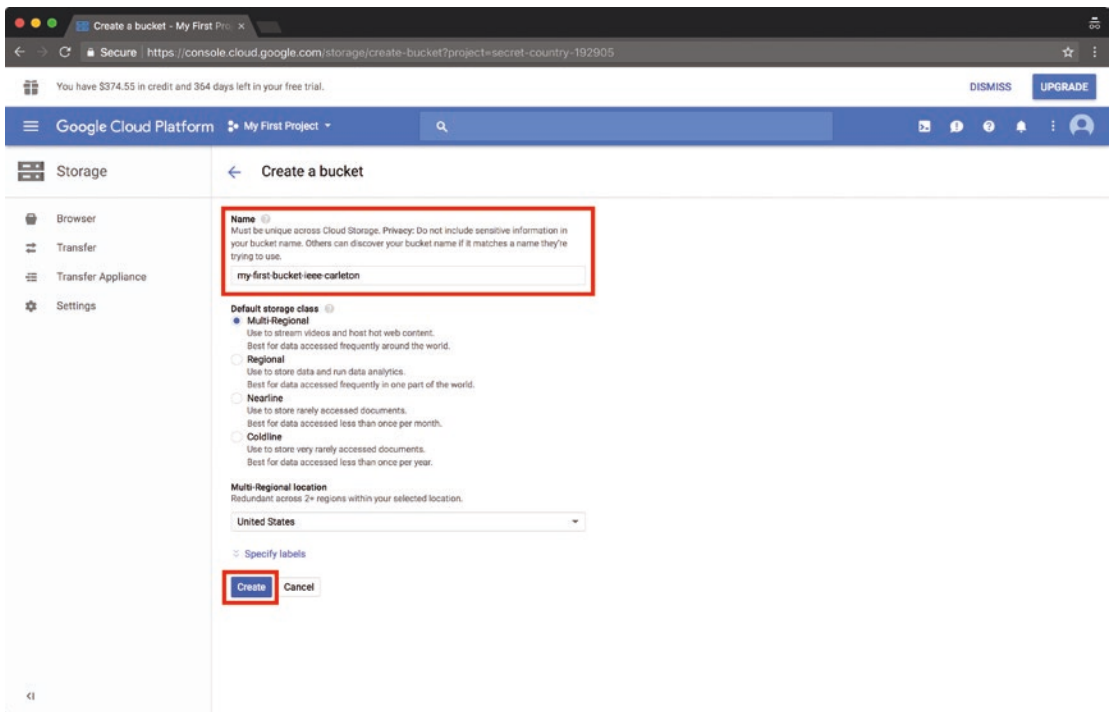 Create a bucket - My First Pro
Secure https://console.cloud.google.com/storage/create-bucket?project=secret-country-192905
You have $374.55 in credit and 364 days left in your free trial.
DISMISS
UPGRADE
Google Cloud Platform
My First Project
Storage
Create a bucket
Browser
Transfer
Transfer Appliance
Settings
Name
Must be unique across Cloud Storage. Privacy: Do not include sensitive information in
your bucket name. Others can discover your bucket name if it matches a name they're
trying to use.
my-first-bucket-ieee-carleton
Default storage class
Multi-Regional
Use to stream videos and host hot web content.
Best for data accessed frequently around the world.
Regional
Use to store data and run data analytics.
Best for data accessed frequently in one part of the world.
Nearline
Use to store rarely accessed documents.
Best for data accessed less than once per month.
Coldline
Use to store very rarely accessed documents.
Best for data accessed less than once per year.
Multi-Regional location
Redundant across 2+ regions within your selected location.
United States
Specify labels
Create
Cancel